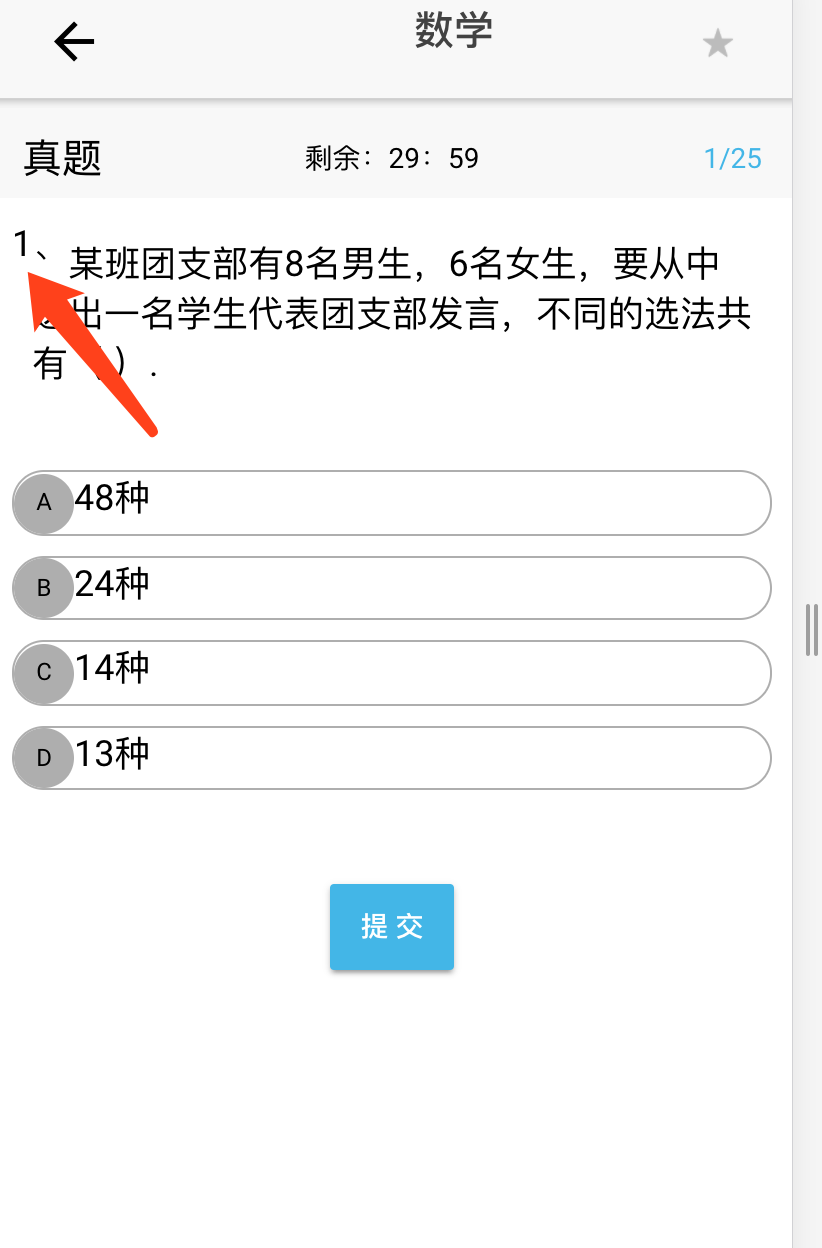 数学
真题
剩余：29：59
1/25
1、某班团支部有8名男生，6名女生，要从中
选出一名学生代表团支部发言，不同的选法共
有（）.
A 48种
B 24种
C 14种
D 13种
提交